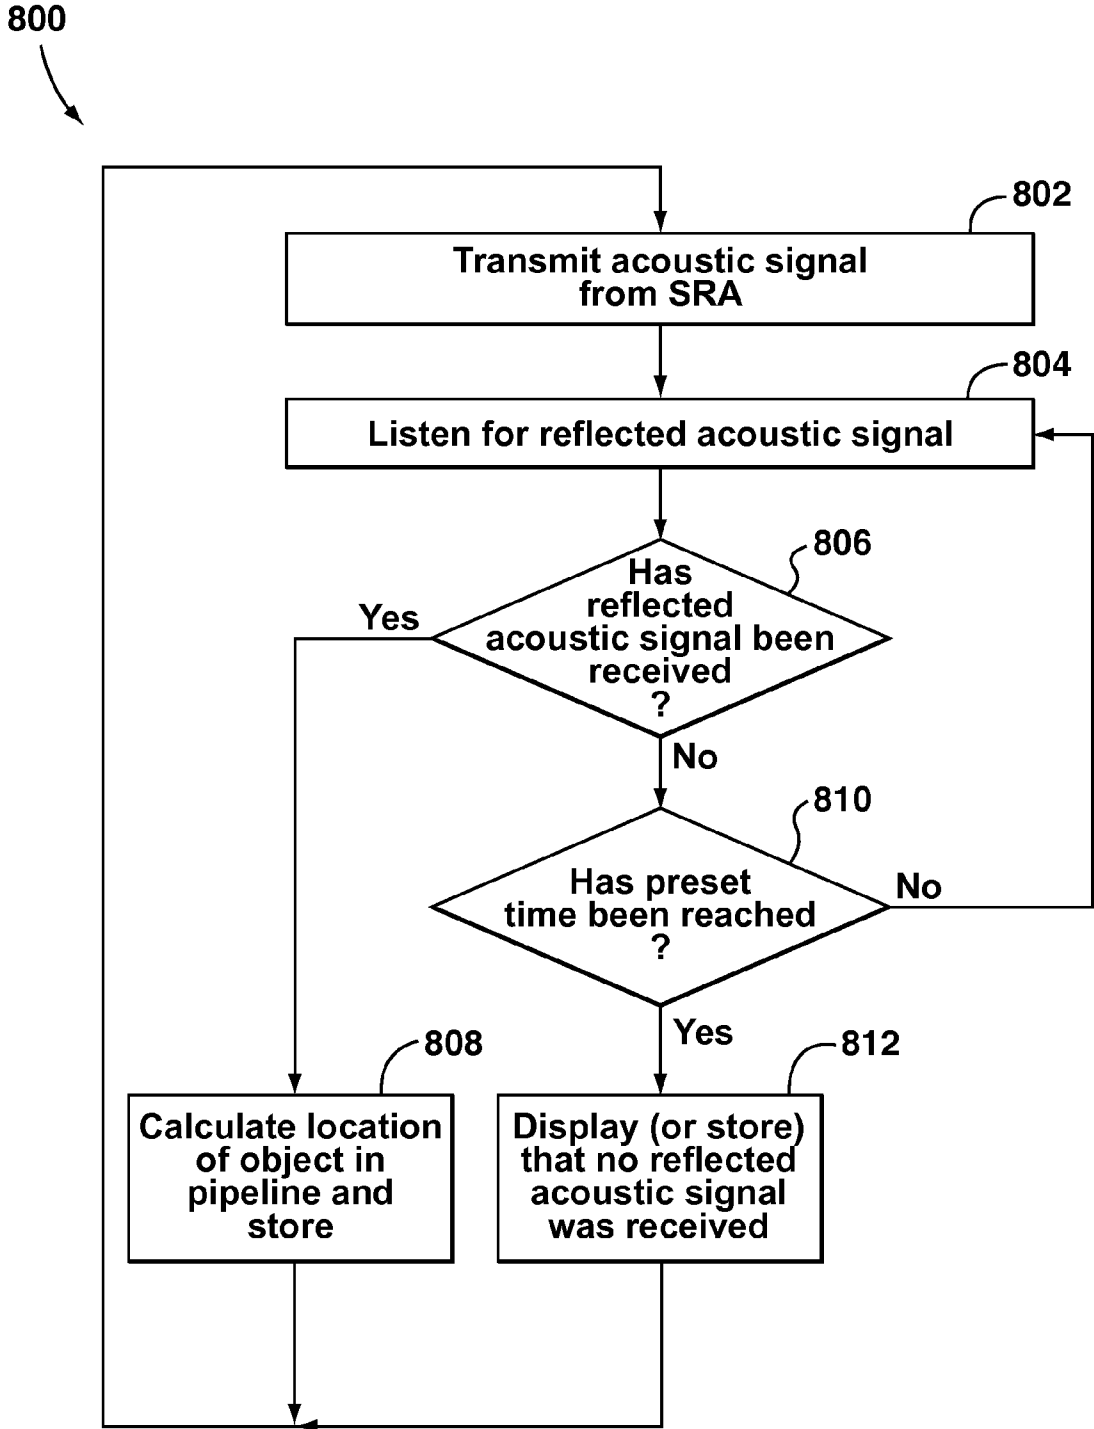 800
802
Transmit acoustic signal
from SRA
804
Listen for reflected acoustic signal
806
Has
reflected
acoustic signal been
received
?
Yes
No
810
Has preset
time been reached
?
No
Yes
808
Calculate location
of object in
pipeline and
store
812
Display (or store)
that no reflected
acoustic signal
was received